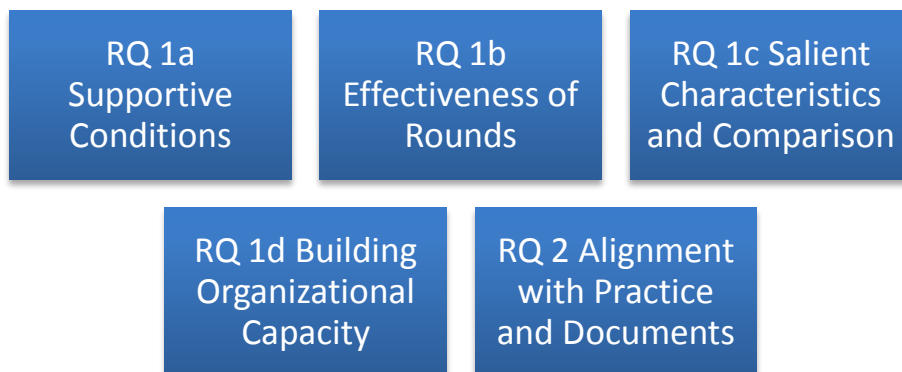 RQ 1a
Supportive
Conditions
RQ 1b
Effectiveness of
Rounds
RQ 1c Salient
Characteristics
and Comparison
RQ 1d Building
Organizational
Capacity
RQ 2 Alignment
with Practice
and Documents